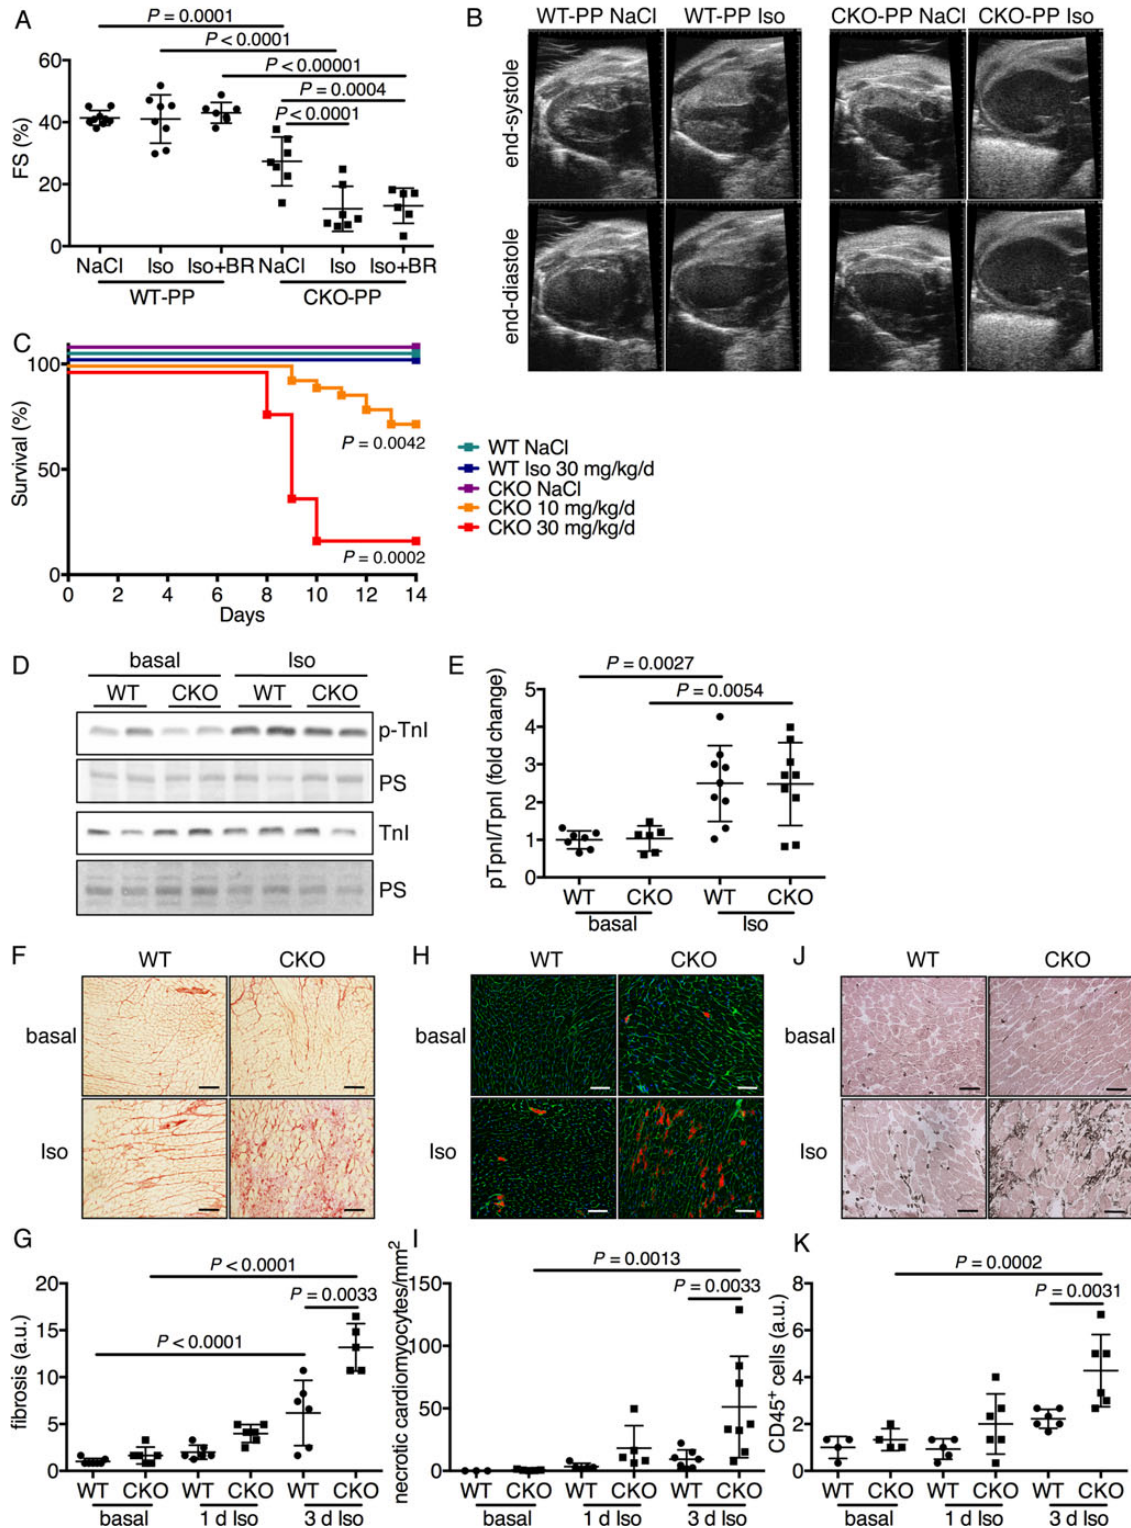 A
P = 0.0001
P < 0.0001
P < 0.00001
P = 0.0004
P < 0.0001
FS (%)
60
40
20
0
NaCl Iso Iso+BR NaCl Iso Iso+BR
WT-PP CKO-PP
B
WT-PP NaCl WT-PP Iso CKO-PP NaCl CKO-PP Iso
end-systole
end-diastole
C
Survival (%)
100
50
0
P = 0.0042
P = 0.0002
0 2 4 6 8 10 12 14
Days
WT NaCl
WT Iso 30 mg/kg/d
CKO NaCl
CKO 10 mg/kg/d
CKO 30 mg/kg/d
D
basal Iso
WT CKO WT CKO
p-TnI
PS
TnI
PS
E
P = 0.0027
P = 0.0054
pTpnI/TpnI (fold change)
5
4
3
2
1
0
WT CKO WT CKO
basal Iso
F
WT CKO
basal
Iso
H
WT CKO
basal
Iso
J
WT CKO
basal
Iso
G
P < 0.0001
P = 0.0033
P < 0.0001
fibrosis (a.u.)
20
15
10
5
0
WT CKO WT CKO WT CKO
basal 1 d Iso 3 d Iso
I
P = 0.0013
P = 0.0033
necrotic cardiomyocytes/mm²
150
100
50
0
WT CKO WT CKO WT CKO
basal 1 d Iso 3 d Iso
K
P = 0.0002
P = 0.0031
CD45⁺ cells (a.u.)
8
6
4
2
0
WT CKO WT CKO WT CKO
basal 1 d Iso 3 d Iso